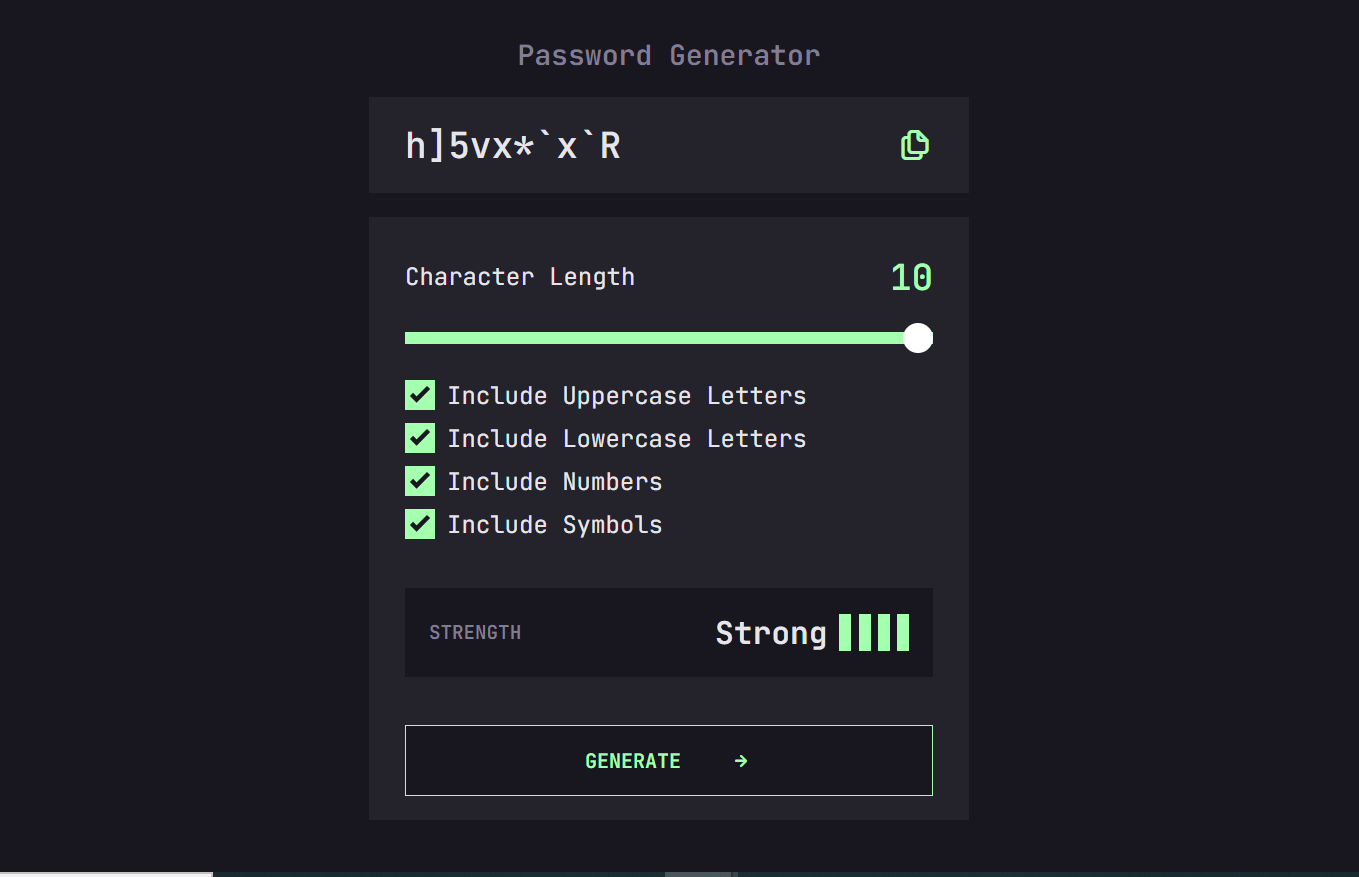 Password Generator
h]5vx*`x`R
Character Length 10
Include Uppercase Letters
Include Lowercase Letters
Include Numbers
Include Symbols
STRENGTH Strong
GENERATE →